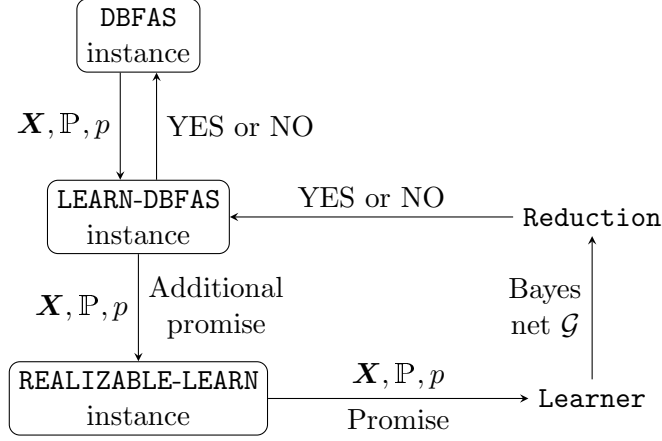 DBFAS
instance
𝑿, ℙ, 𝑝
YES or NO
LEARN-DBFAS
instance
YES or NO
Reduction
𝑿, ℙ, 𝑝
Additional
promise
Bayes
net 𝒢
REALIZABLE-LEARN
instance
𝑿, ℙ, 𝑝
Promise
Learner